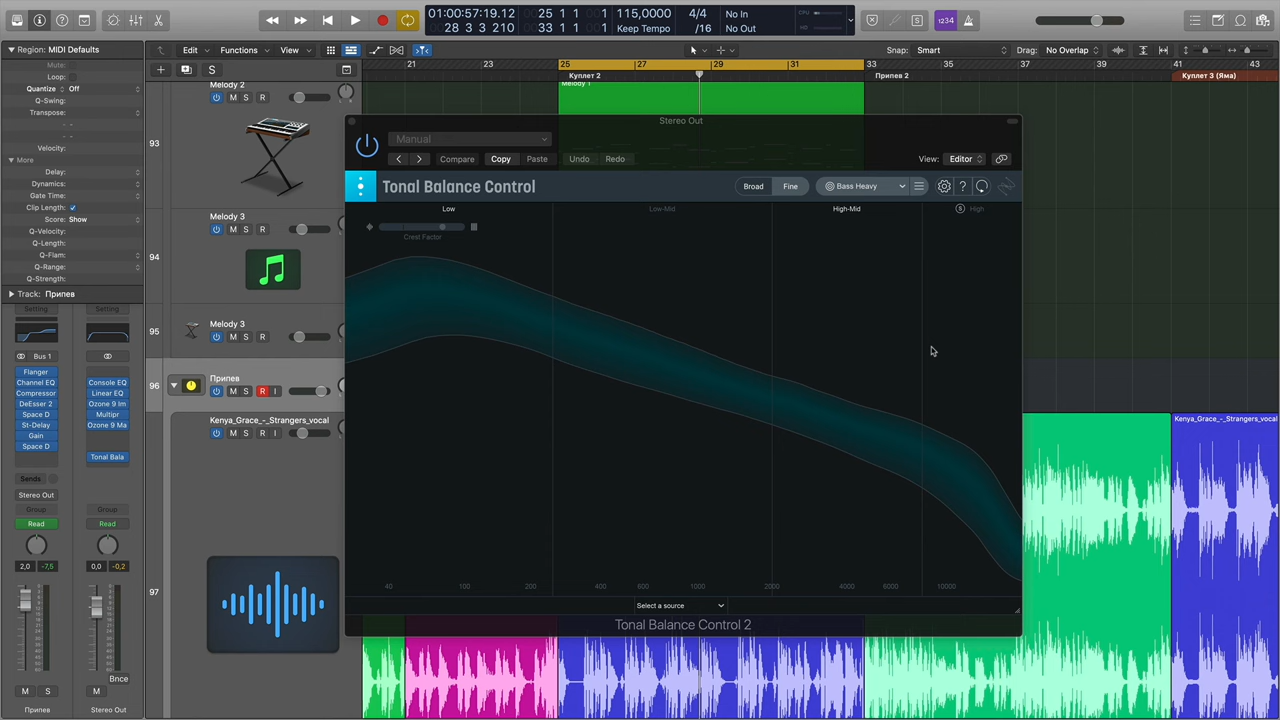 01:00:57:19.12
28 3 3 210
25 1 1
33 1 1
115,0000
Keep Tempo
4/4
/16
No In
No Out
CPU
1234
Region: MIDI Defaults
Mute:
Loop:
Quantize Off
Q-Swing:
Transpose:
Velocity:
More
Delay:
Dynamics:
Gate Time:
Clip Length:
Score: Show
Q-Velocity:
Q-Length:
Q-Flam:
Q-Range:
Q-Strength:
Track: Припев
Setting
Setting
Bus 1
Flanger
Channel EQ
Compressor
DeEsser 2
Space D
St-Delay
Gain
Space D
Console EQ
Linear EQ
Ozone 9 Im
Multipr
Ozone 9 Ma
Tonal Bala
Sends
Stereo Out
Group
Group
Read
Read
2,0 -7,5
0,0 -0,2
Bnce
M S
M
Припев
Stereo Out
Edit Functions View
Snap: Smart
Drag: No Overlap
S
21 23 25 27 29 31 33 35 37 39 41 43
Куплет 2
Припев 2
Куплет 3 (Яма)
Melody 2
M S R
93
Melody 3
M S R
94
Melody 3
M S R
95
Припев
M S R I
96
Kenya_Grace_-_Strangers_vocal
M S R I
97
Melody 1
Kenya_Grace_-_Strangers_vocal
Stereo Out
Manual
Compare Copy Paste Undo Redo
View: Editor
Tonal Balance Control
Broad Fine
Bass Heavy
?
Low Low-Mid High-Mid S High
Crest Factor
40 100 200 400 600 1000 2000 4000 6000 10000
Select a source
Tonal Balance Control 2